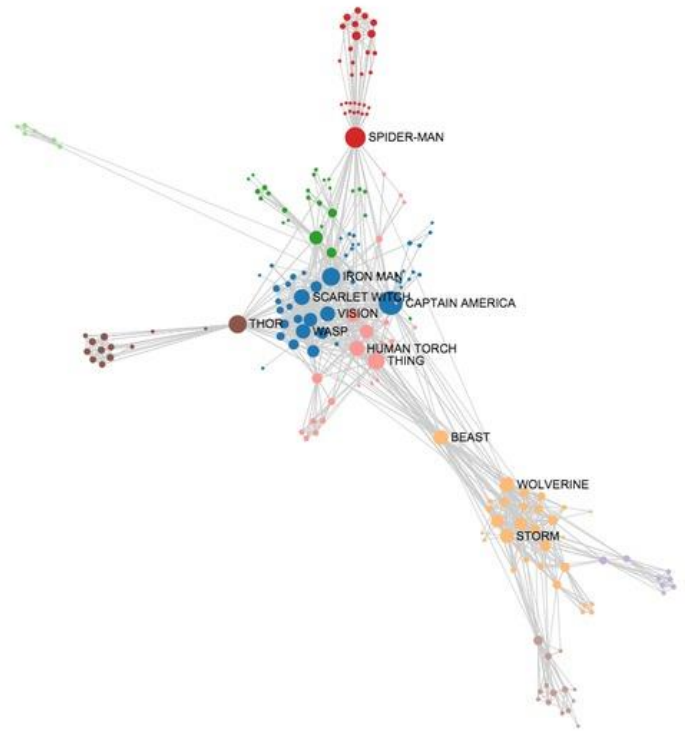 SPIDER-MAN
IRON MAN
SCARLET WITCH
CAPTAIN AMERICA
VISION
THOR
WASP
HUMAN TORCH
THING
BEAST
WOLVERINE
STORM